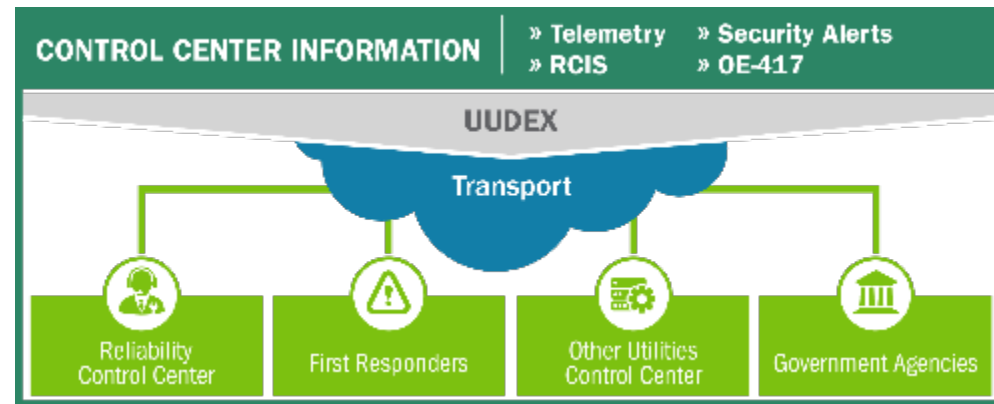 CONTROL CENTER INFORMATION
» Telemetry » Security Alerts
» RCIS » OE-417
UUDEX
Transport
Reliability
Control Center
First Responders
Other Utilities
Control Center
Government Agencies